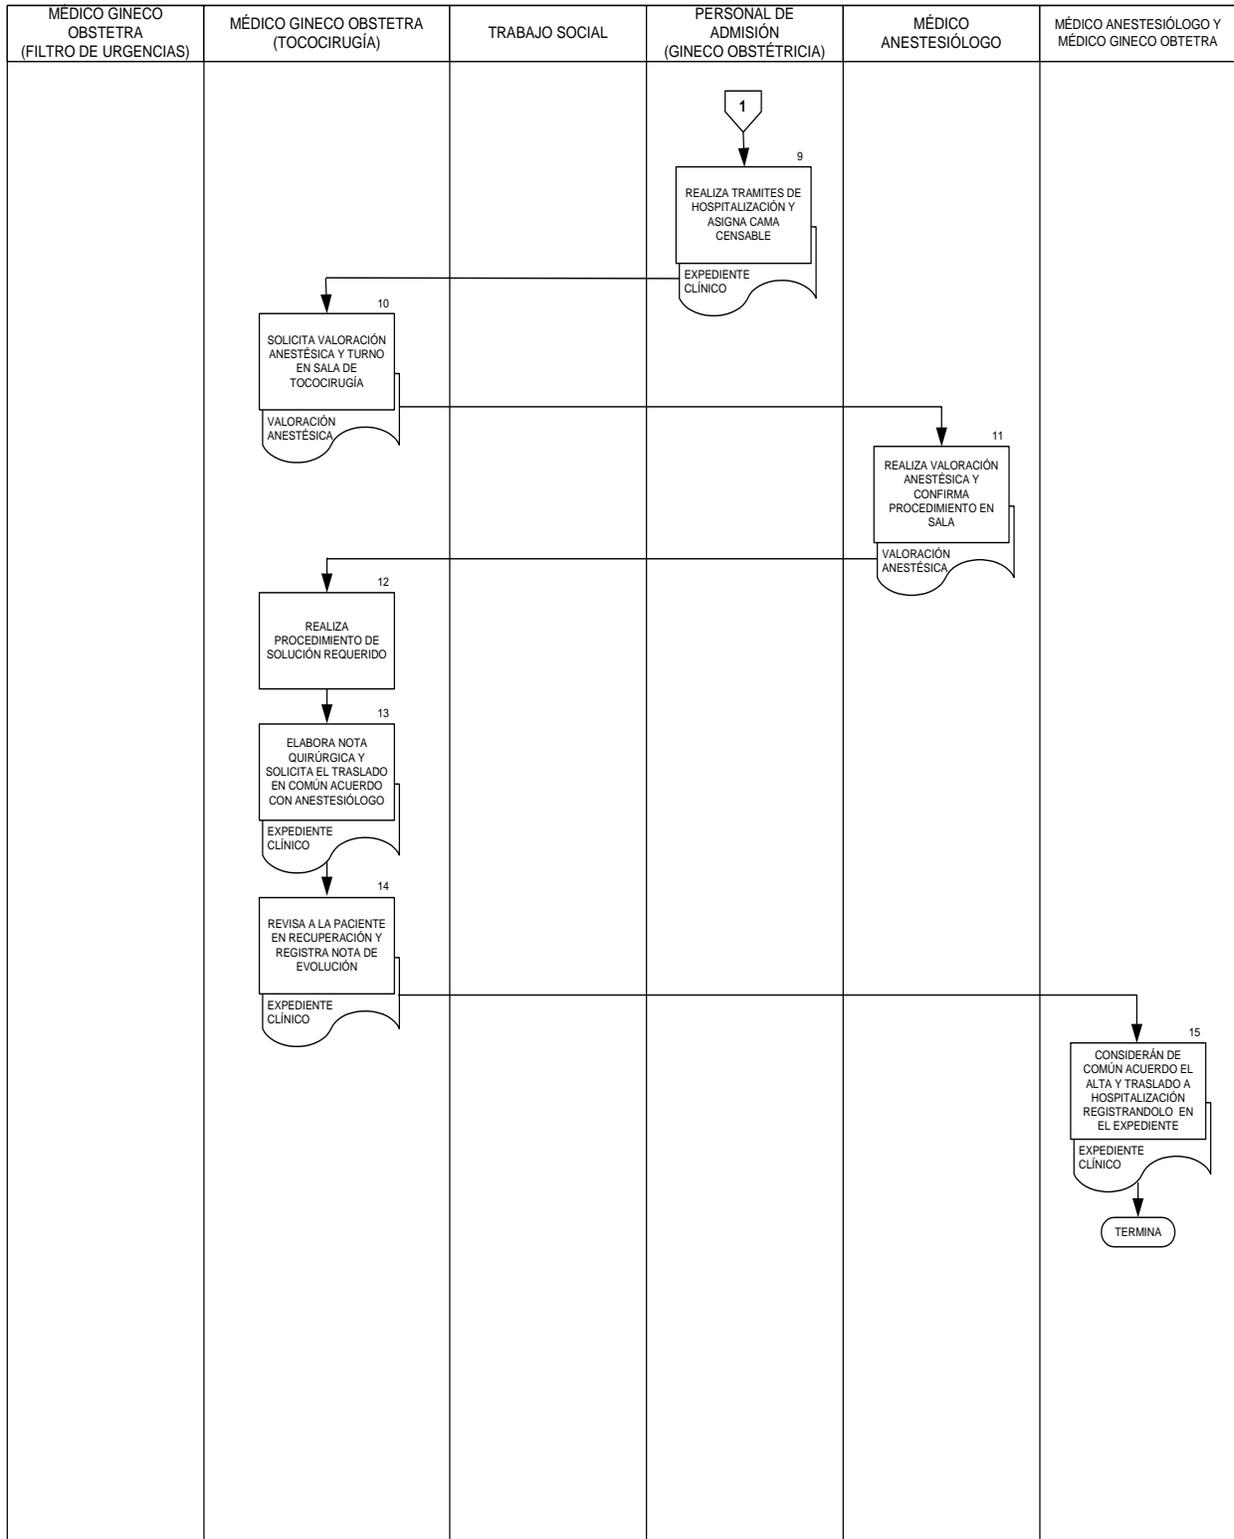 MÉDICO GINECO
OBSTETRA
(FILTRO DE URGENCIAS)
MÉDICO GINECO OBSTETRA
(TOCOCIRUGÍA)
TRABAJO SOCIAL
PERSONAL DE
ADMISIÓN
(GINECO OBSTÉTRICIA)
MÉDICO
ANESTESIÓLOGO
MÉDICO ANESTESIÓLOGO Y
MÉDICO GINECO OBTETRA
1
9
REALIZA TRAMITES DE
HOSPITALIZACIÓN Y
ASIGNA CAMA
CENSABLE
EXPEDIENTE
CLÍNICO
10
SOLICITA VALORACIÓN
ANESTÉSICA Y TURNO
EN SALA DE
TOCOCIRUGÍA
VALORACIÓN
ANESTÉSICA
11
REALIZA VALORACIÓN
ANESTÉSICA Y
CONFIRMA
PROCEDIMIENTO EN
SALA
VALORACIÓN
ANESTÉSICA
12
REALIZA
PROCEDIMIENTO DE
SOLUCIÓN REQUERIDO
13
ELABORA NOTA
QUIRÚRGICA Y
SOLICITA EL TRASLADO
EN COMÚN ACUERDO
CON ANESTESIÓLOGO
EXPEDIENTE
CLÍNICO
14
REVISA A LA PACIENTE
EN RECUPERACIÓN Y
REGISTRA NOTA DE
EVOLUCIÓN
EXPEDIENTE
CLÍNICO
15
CONSIDERÁN DE
COMÚN ACUERDO EL
ALTA Y TRASLADO A
HOSPITALIZACIÓN
REGISTRANDOLO EN
EL EXPEDIENTE
EXPEDIENTE
CLÍNICO
TERMINA